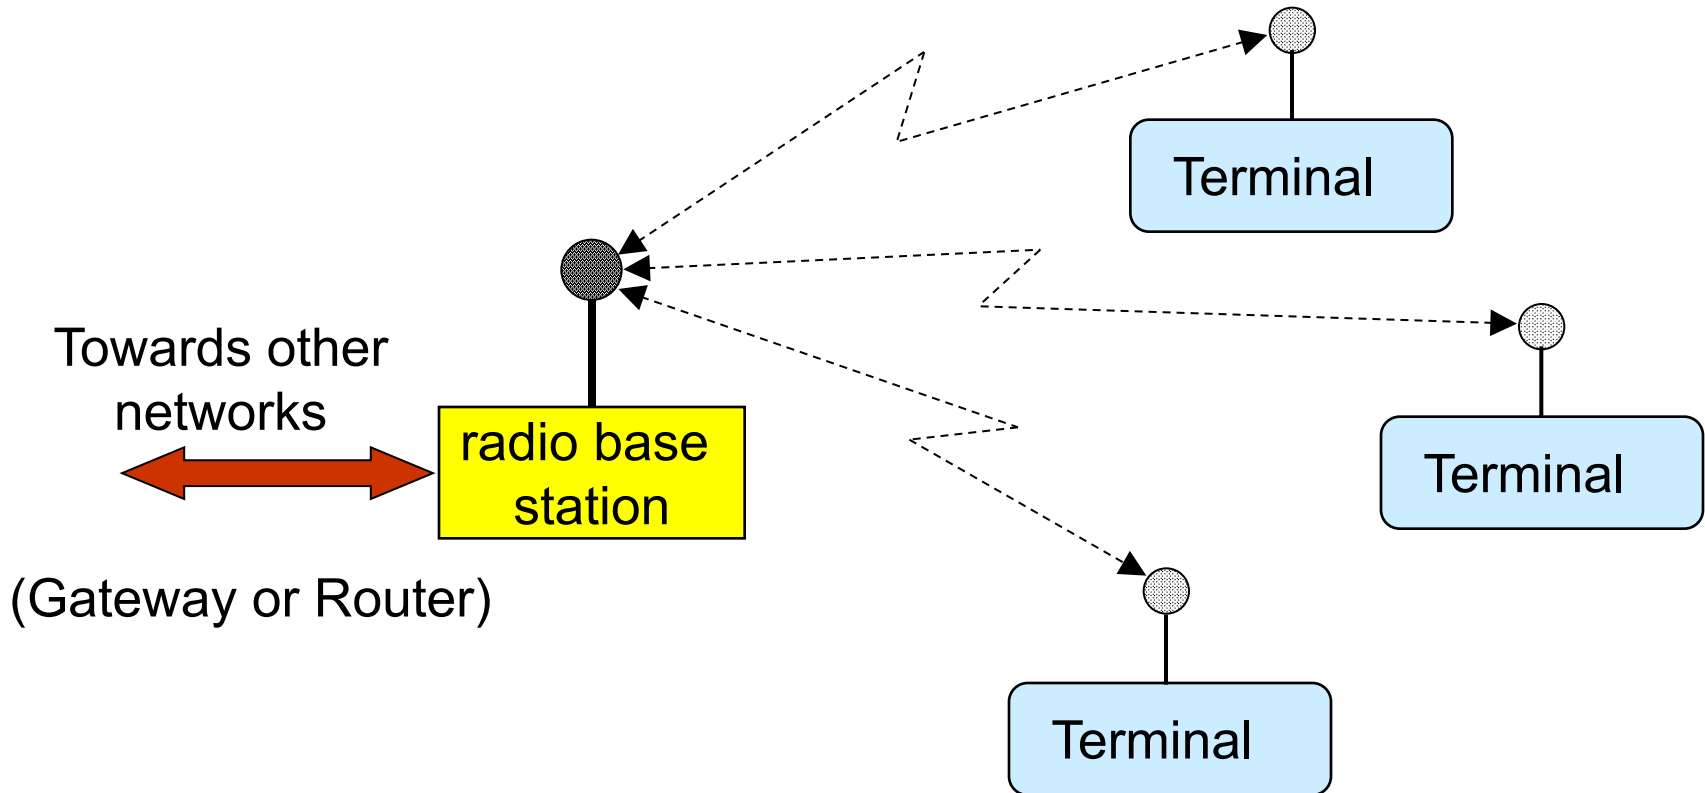 Terminal
Towards other
networks
radio base
station
Terminal
(Gateway or Router)
Terminal